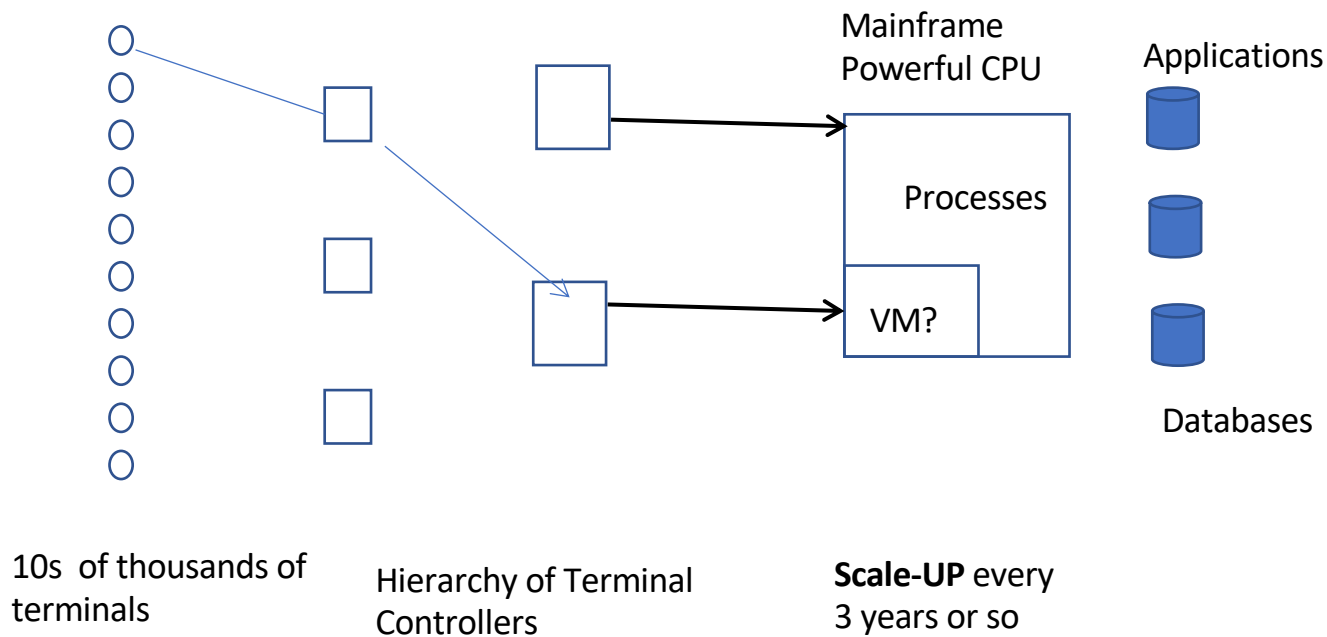 Mainframe
Powerful CPU
Applications
Processes
VM?
Databases
10s of thousands of
terminals
Hierarchy of Terminal
Controllers
Scale-UP every
3 years or so